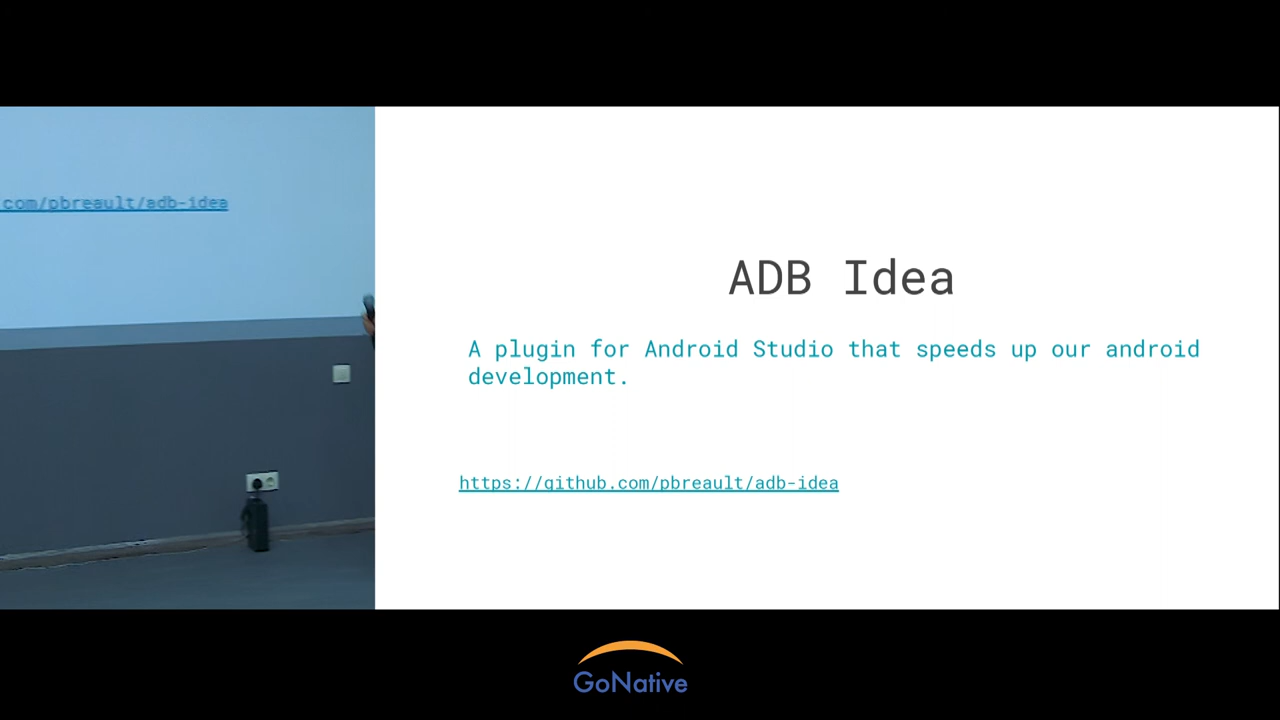 com/pbreault/adb-idea
ADB Idea
A plugin for Android Studio that speeds up our android
development.
https://github.com/pbreault/adb-idea
GoNative